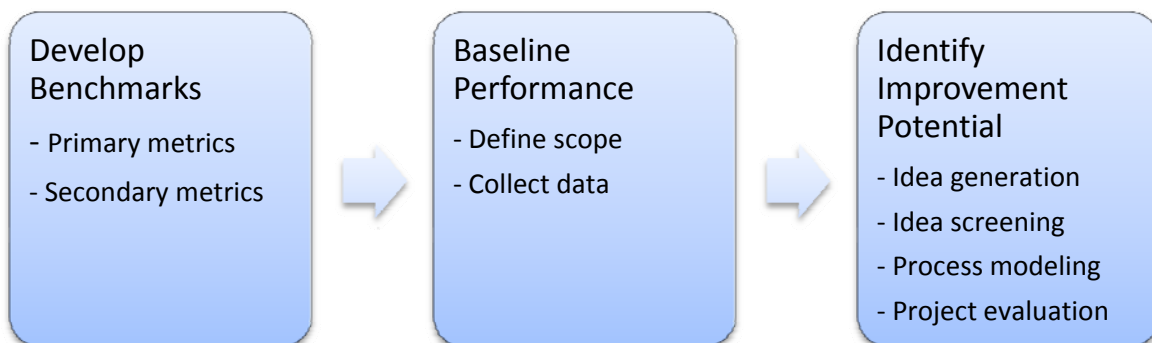 Develop
Benchmarks
- Primary metrics
- Secondary metrics
Baseline
Performance
- Define scope
- Collect data
Identify
Improvement
Potential
- Idea generation
- Idea screening
- Process modeling
- Project evaluation